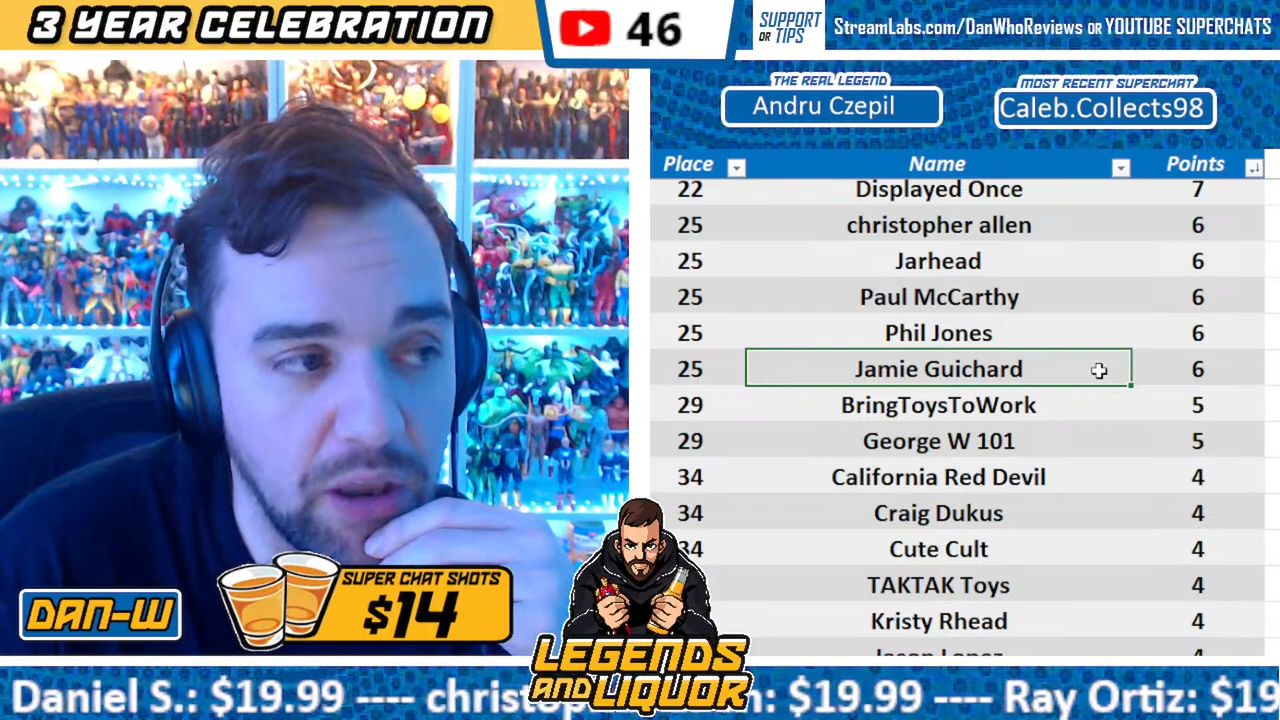 3 YEAR CELEBRATION
46
SUPPORT
OR TIPS
StreamLabs.com/DanWhoReviews OR YOUTUBE SUPERCHATS
THE REAL LEGEND
MOST RECENT SUPERCHAT
Andru Czepil
Caleb.Collects98
Place Name Points
22 Displayed Once 7
25 christopher allen 6
25 Jarhead 6
25 Paul McCarthy 6
25 Phil Jones 6
25 Jamie Guichard 6
29 BringToysToWork 5
29 George W 101 5
34 California Red Devil 4
34 Craig Dukus 4
34 Cute Cult 4
TAKTAK Toys 4
Kristy Rhead 4
DAN-W
SUPER CHAT SHOTS
$14
LEGENDS
AND LIQUOR
Daniel S.: $19.99 ---- : $19.99 ---- Ray Ortiz: $19